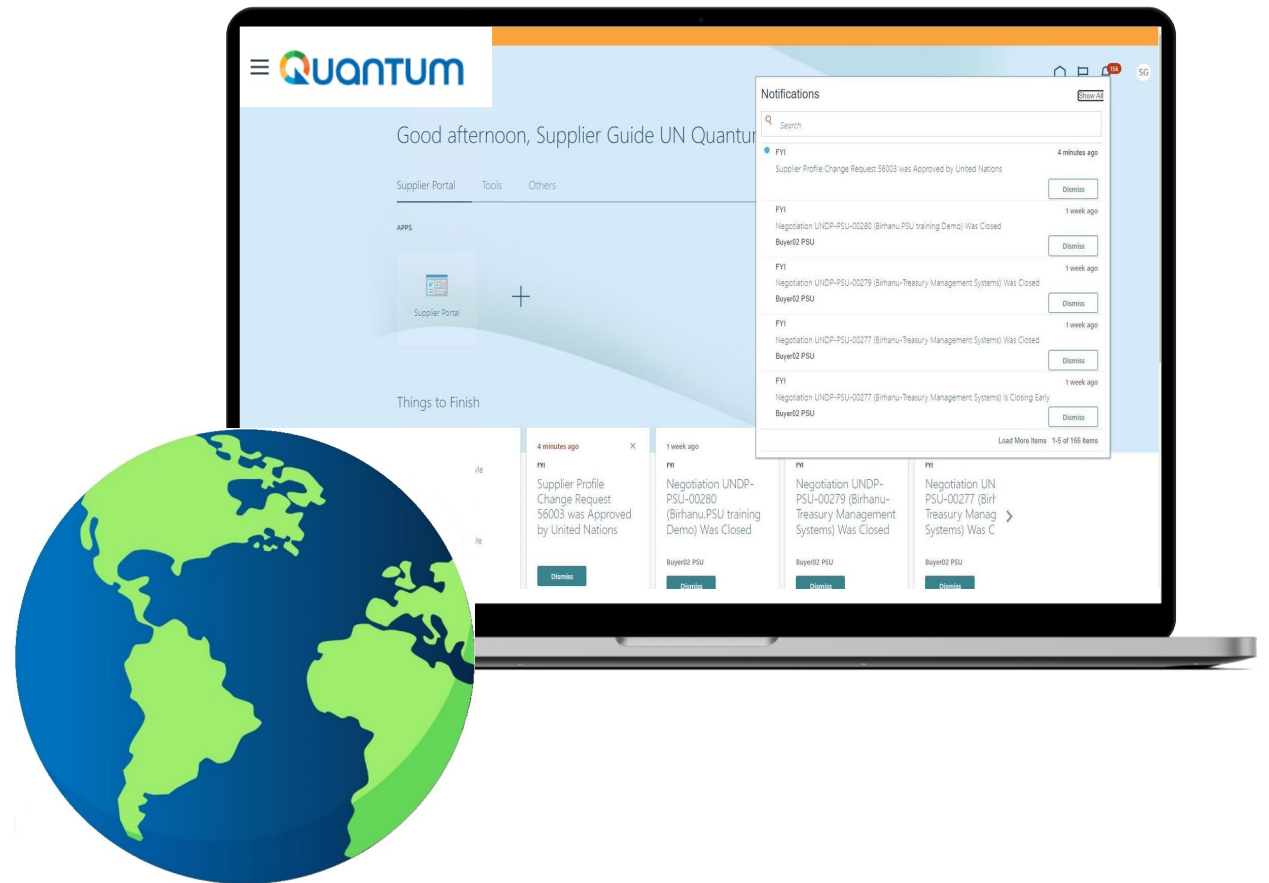 QUANTUM
156
SG
Good afternoon, Supplier Guide UN Quantu
Supplier Portal Tools Others
APPS
Supplier Portal
Things to Finish
Notifications
Show All
Search
FYI 4 minutes ago
Supplier Profile Change Request 56003 was Approved by United Nations
Dismiss
FYI 1 week ago
Negotiation UNDP-PSU-00280 (Birhanu.PSU training Demo) Was Closed
Buyer02 PSU
Dismiss
FYI 1 week ago
Negotiation UNDP-PSU-00279 (Birhanu-Treasury Management Systems) Was Closed
Buyer02 PSU
Dismiss
FYI 1 week ago
Negotiation UNDP-PSU-00277 (Birhanu-Treasury Management Systems) Was Closed
Buyer02 PSU
Dismiss
FYI 1 week ago
Negotiation UNDP-PSU-00277 (Birhanu-Treasury Management Systems) Is Closing Early
Buyer02 PSU
Dismiss
Load More Items 1-5 of 166 items
4 minutes ago
FYI
Supplier Profile
Change Request
56003 was Approved
by United Nations
Dismiss
1 week ago
FYI
Negotiation UNDP-
PSU-00280
(Birhanu.PSU training
Demo) Was Closed
Buyer02 PSU
Dismiss
FYI
Negotiation UNDP-
PSU-00279 (Birhanu-
Treasury Management
Systems) Was Closed
Buyer02 PSU
Dismiss
FYI
Negotiation UN
PSU-00277 (Birh
Treasury Manag
Systems) Was C
Buyer02 PSU
Dismiss